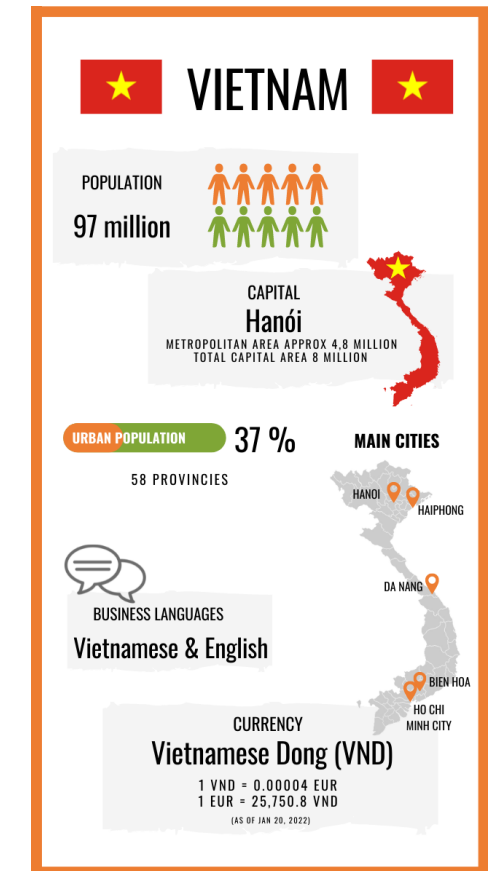 VIETNAM
POPULATION
97 million
CAPITAL
Hanói
METROPOLITAN AREA APPROX 4,8 MILLION
TOTAL CAPITAL AREA 8 MILLION
URBAN POPULATION
37 %
58 PROVINCIES
MAIN CITIES
HANOI
HAIPHONG
DA NANG
BIEN HOA
HO CHI
MINH CITY
BUSINESS LANGUAGES
Vietnamese & English
CURRENCY
Vietnamese Dong (VND)
1 VND = 0.00004 EUR
1 EUR = 25,750.8 VND
(AS OF JAN 20, 2022)